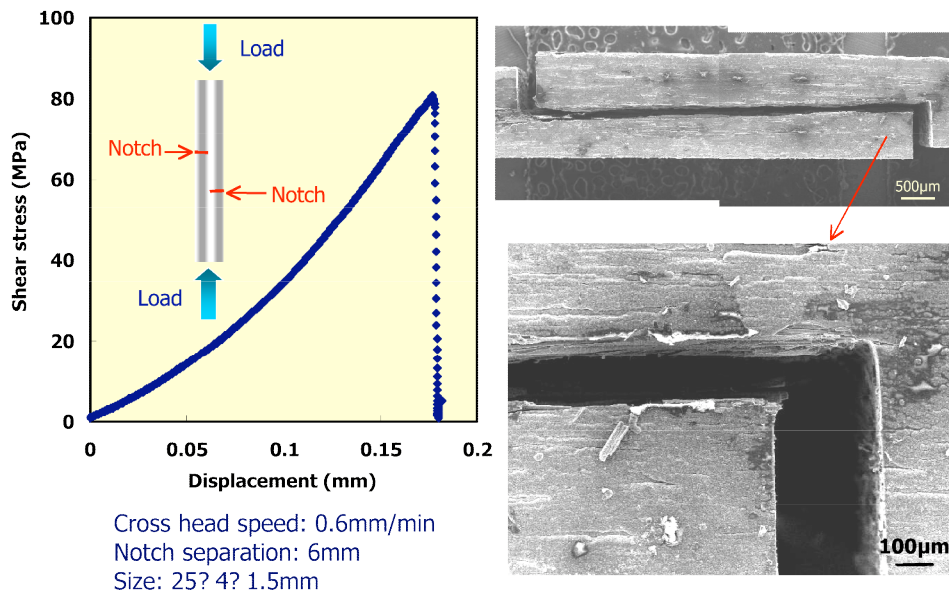 100
80
60
40
20
0
Shear stress (MPa)
Load
Notch
Notch
Load
0
0.05
0.1
0.15
0.2
Displacement (mm)
Cross head speed: 0.6mm/min
Notch separation: 6mm
Size: 25? 4? 1.5mm
500µm
100µm